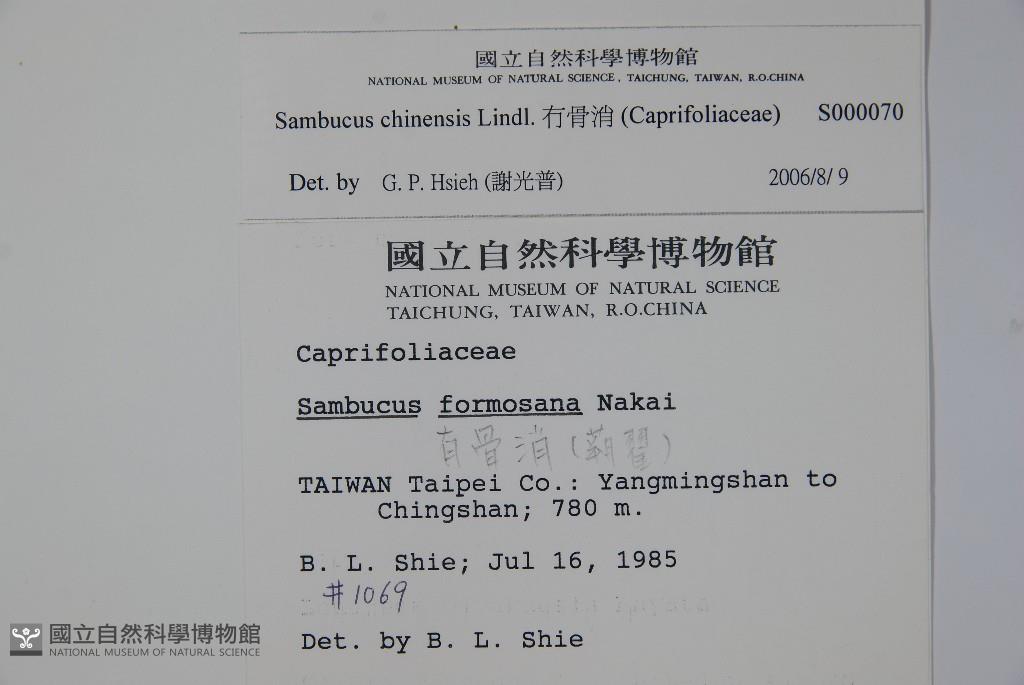 國立自然科學博物館
NATIONAL MUSEUM OF NATURAL SCIENCE, TAICHUNG, TAIWAN, R.O.CHINA
Sambucus chinensis Lindl. 冇骨消 (Caprifoliaceae) S000070
Det. by G. P. Hsieh (謝光普) 2006/8/ 9
國立自然科學博物館
NATIONAL MUSEUM OF NATURAL SCIENCE
TAICHUNG, TAIWAN, R.O.CHINA
Caprifoliaceae
Sambucus formosana Nakai
有骨消(蒴翟)
TAIWAN Taipei Co.: Yangmingshan to
Chingshan; 780 m.
B. L. Shie; Jul 16, 1985
#1069
Det. by B. L. Shie
國立自然科學博物館
NATIONAL MUSEUM OF NATURAL SCIENCE